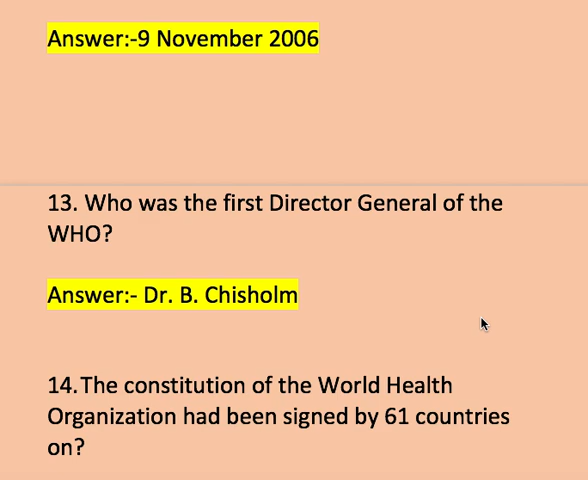 Answer:-9 November 2006
13. Who was the first Director General of the
WHO?
Answer:- Dr. B. Chisholm
14.The constitution of the World Health
Organization had been signed by 61 countries
on?